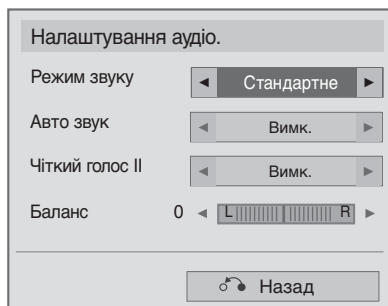 Налаштування аудіо.
Режим звуку ◄ Стандартне ►
Авто звук ◄ Вимк. ►
Чіткий голос II ◄ Вимк. ►
Баланс 0 ◄ L R ►
Назад